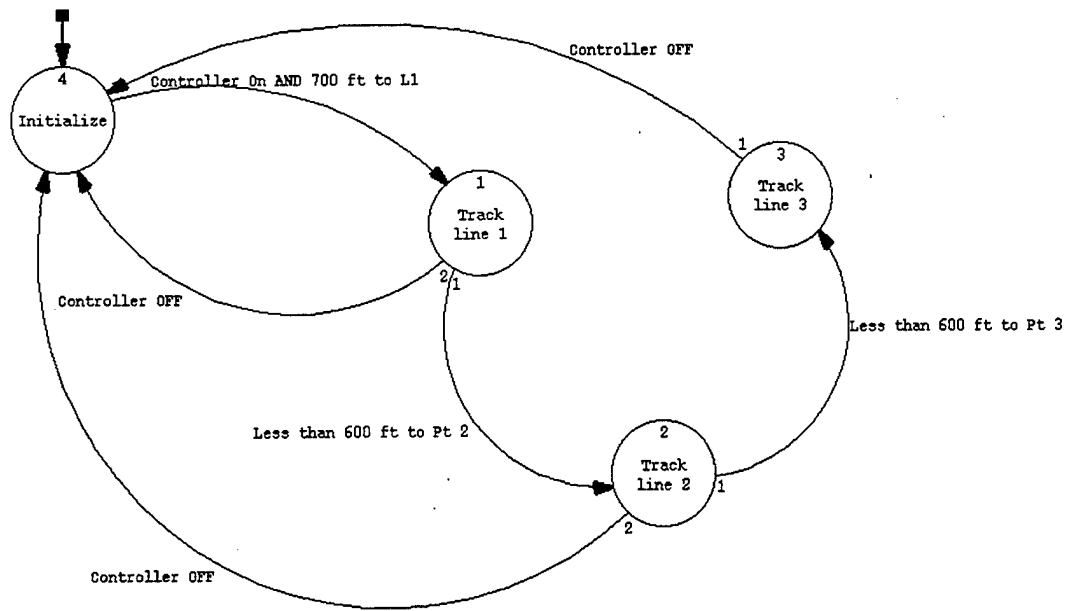 Controller OFF
4
Controller On AND 700 ft to L1
Initialize
1
3
Track
line 3
1
Track
line 1
2
1
Controller OFF
Less than 600 ft to Pt 3
Less than 600 ft to Pt 2
2
Track
line 2
1
2
Controller OFF